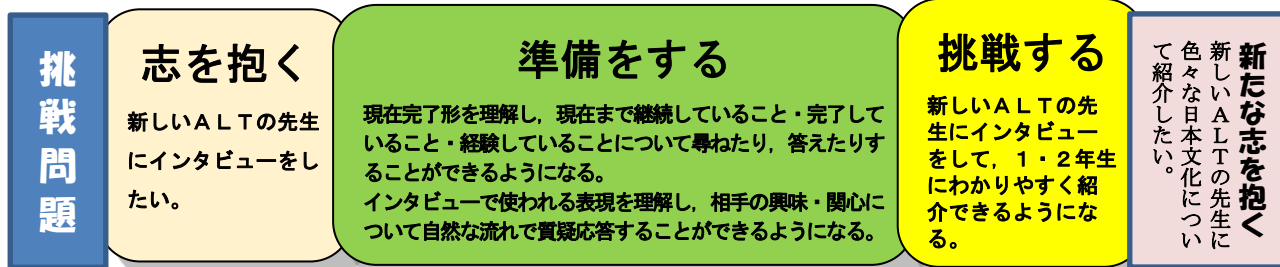 挑戦問題
志を抱く
新しいＡＬＴの先生
にインタビューをし
たい。
準備をする
現在完了形を理解し，現在まで継続していること・完了して
いること・経験していることについて尋ねたり，答えたりす
ることができるようになる。
インタビューで使われる表現を理解し，相手の興味・関心に
ついて自然な流れで質疑応答することができるようになる。
挑戦する
新しいＡＬＴの先
生にインタビュー
をして，１・２年生
にわかりやすく紹
介できるようにな
る。
新たな志を抱く
新しいＡＬＴの先生に
色々な日本文化につい
て紹介したい。